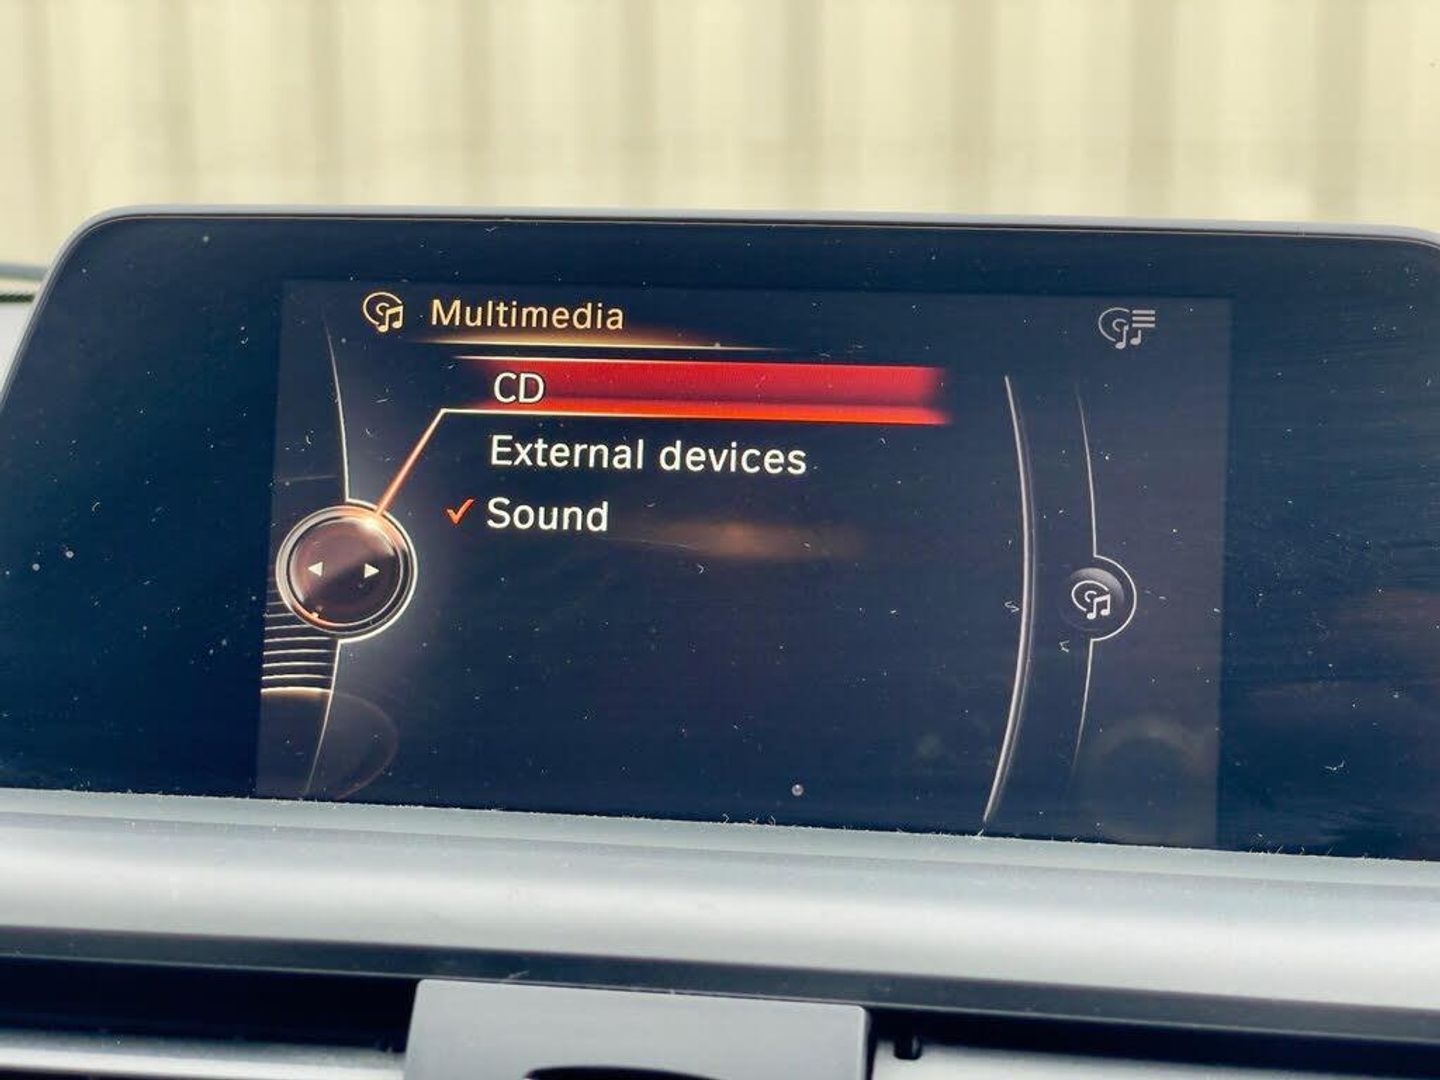 Multimedia
CD
External devices
✓ Sound